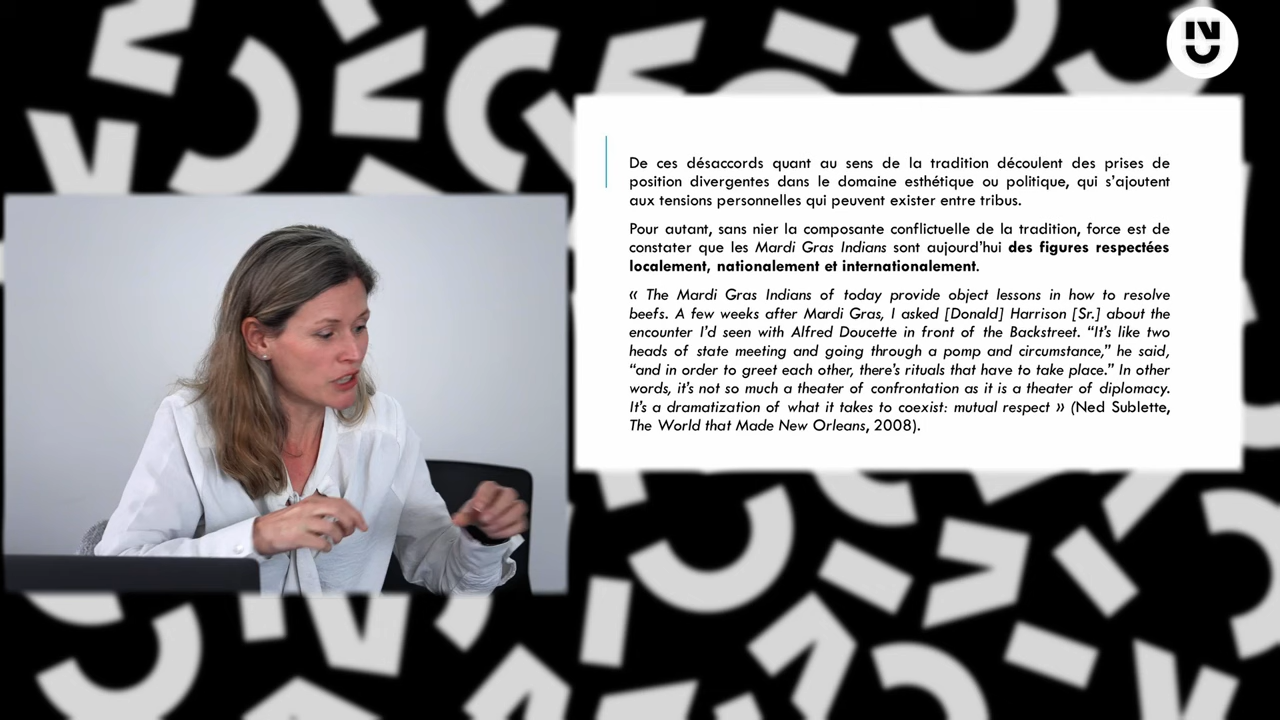 De ces désaccords quant au sens de la tradition découlent des prises de
position divergentes dans le domaine esthétique ou politique, qui s'ajoutent
aux tensions personnelles qui peuvent exister entre tribus.
Pour autant, sans nier la composante conflictuelle de la tradition, force est de
constater que les Mardi Gras Indians sont aujourd'hui des figures respectées
localement, nationalement et internationalement.
« The Mardi Gras Indians of today provide object lessons in how to resolve
beefs. A few weeks after Mardi Gras, I asked [Donald] Harrison [Sr.] about the
encounter I'd seen with Alfred Doucette in front of the Backstreet. “It's like two
heads of state meeting and going through a pomp and circumstance,” he said,
“and in order to greet each other, there's rituals that have to take place.” In other
words, it's not so much a theater of confrontation as it is a theater of diplomacy.
It's a dramatization of what it takes to coexist: mutual respect » (Ned Sublette,
The World that Made New Orleans, 2008).